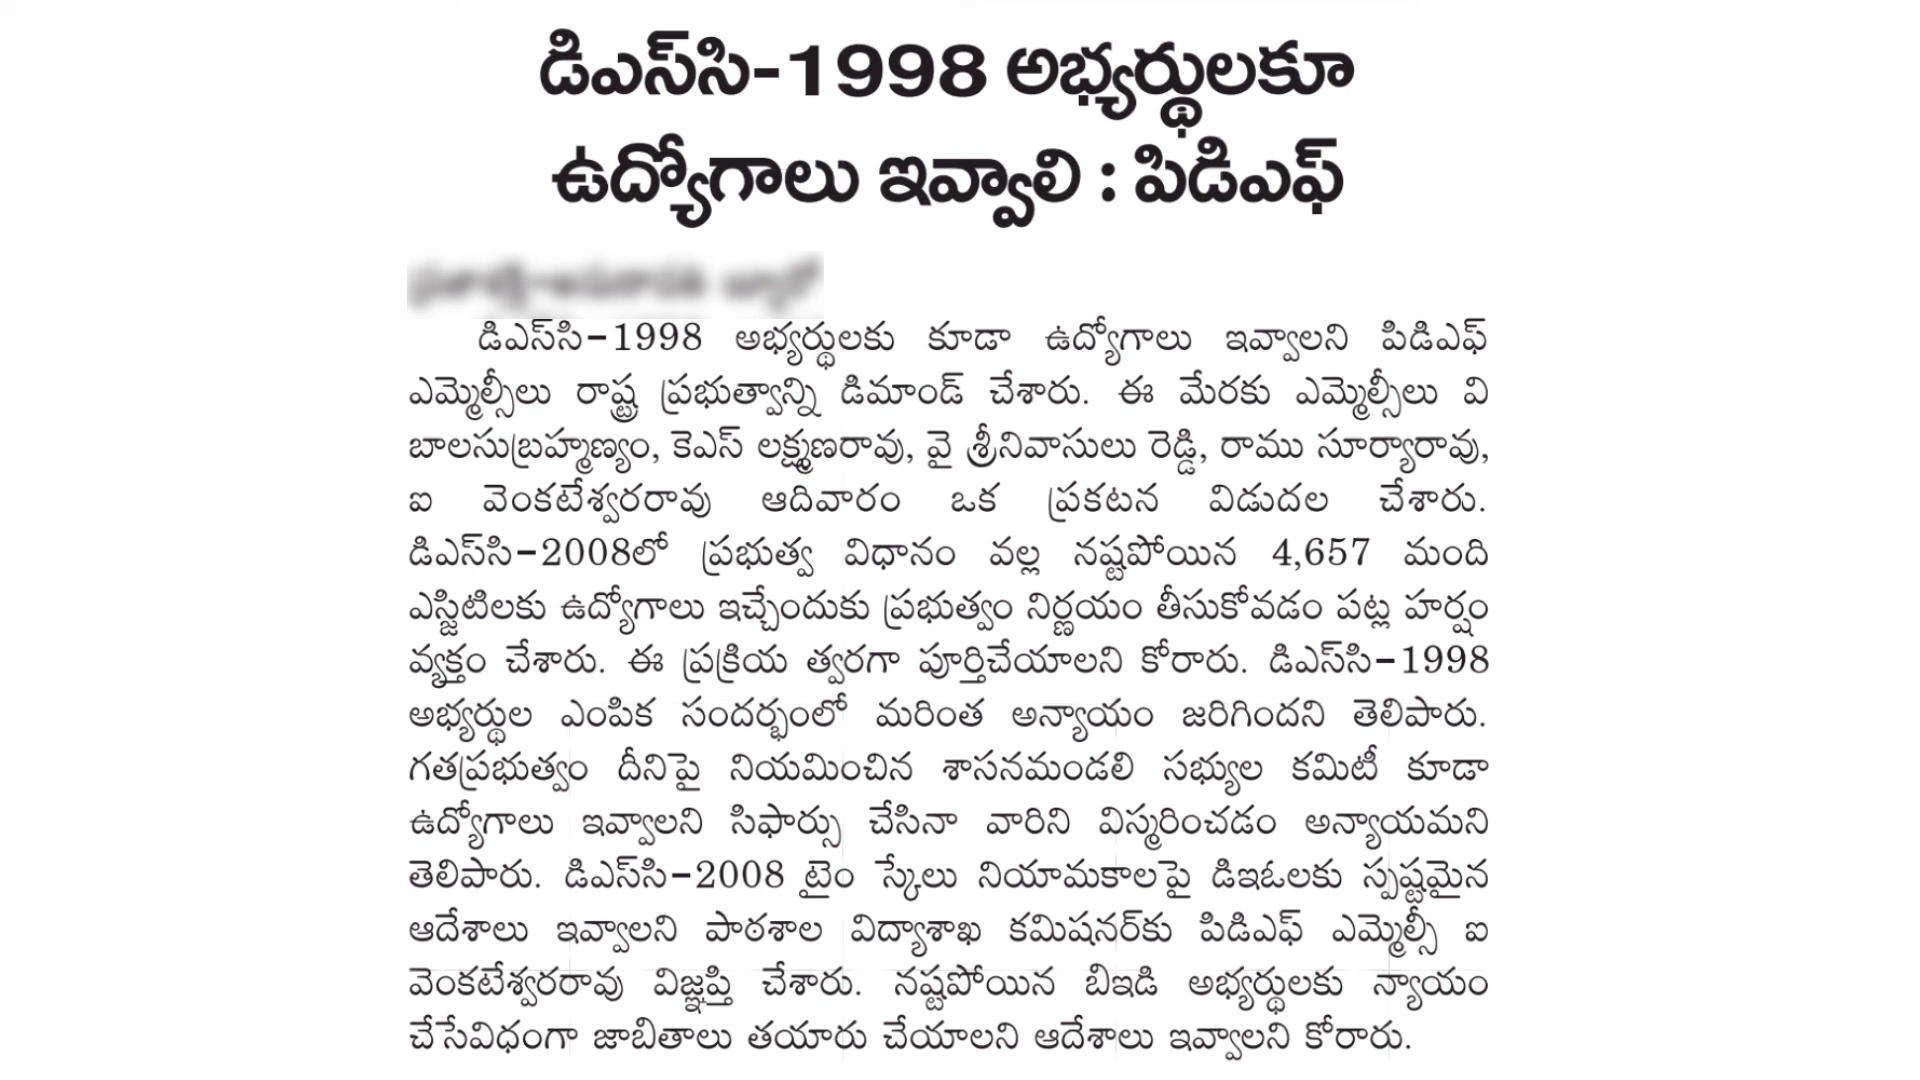 డిఎస్‌సి-1998 అభ్యర్థులకూ
ఉద్యోగాలు ఇవ్వాలి : పిడిఎఫ్
డిఎస్‌సి-1998 అభ్యర్థులకు కూడా ఉద్యోగాలు ఇవ్వాలని పిడిఎఫ్
ఎమ్మెల్సీలు రాష్ట్ర ప్రభుత్వాన్ని డిమాండ్ చేశారు. ఈ మేరకు ఎమ్మెల్సీలు వి
బాలసుబ్రహ్మణ్యం, కెఎస్ లక్ష్మణరావు, వై శ్రీనివాసులు రెడ్డి, రాము సూర్యారావు,
ఐ వెంకటేశ్వరరావు ఆదివారం ఒక ప్రకటన విడుదల చేశారు.
డిఎస్‌సి-2008లో ప్రభుత్వ విధానం వల్ల నష్టపోయిన 4,657 మంది
ఎస్జిటిలకు ఉద్యోగాలు ఇచ్చేందుకు ప్రభుత్వం నిర్ణయం తీసుకోవడం పట్ల హర్షం
వ్యక్తం చేశారు. ఈ ప్రక్రియ త్వరగా పూర్తిచేయాలని కోరారు. డిఎస్‌సి-1998
అభ్యర్థుల ఎంపిక సందర్భంలో మరింత అన్యాయం జరిగిందని తెలిపారు.
గతప్రభుత్వం దీనిపై నియమించిన శాసనమండలి సభ్యుల కమిటీ కూడా
ఉద్యోగాలు ఇవ్వాలని సిఫార్సు చేసినా వారిని విస్మరించడం అన్యాయమని
తెలిపారు. డిఎస్‌సి-2008 టైం స్కేలు నియామకాలపై డిఇఓలకు స్పష్టమైన
ఆదేశాలు ఇవ్వాలని పాఠశాల విద్యాశాఖ కమిషనర్‌కు పిడిఎఫ్ ఎమ్మెల్సీ ఐ
వెంకటేశ్వరరావు విజ్ఞప్తి చేశారు. నష్టపోయిన బిఇడి అభ్యర్థులకు న్యాయం
చేసేవిధంగా జాబితాలు తయారు చేయాలని ఆదేశాలు ఇవ్వాలని కోరారు.